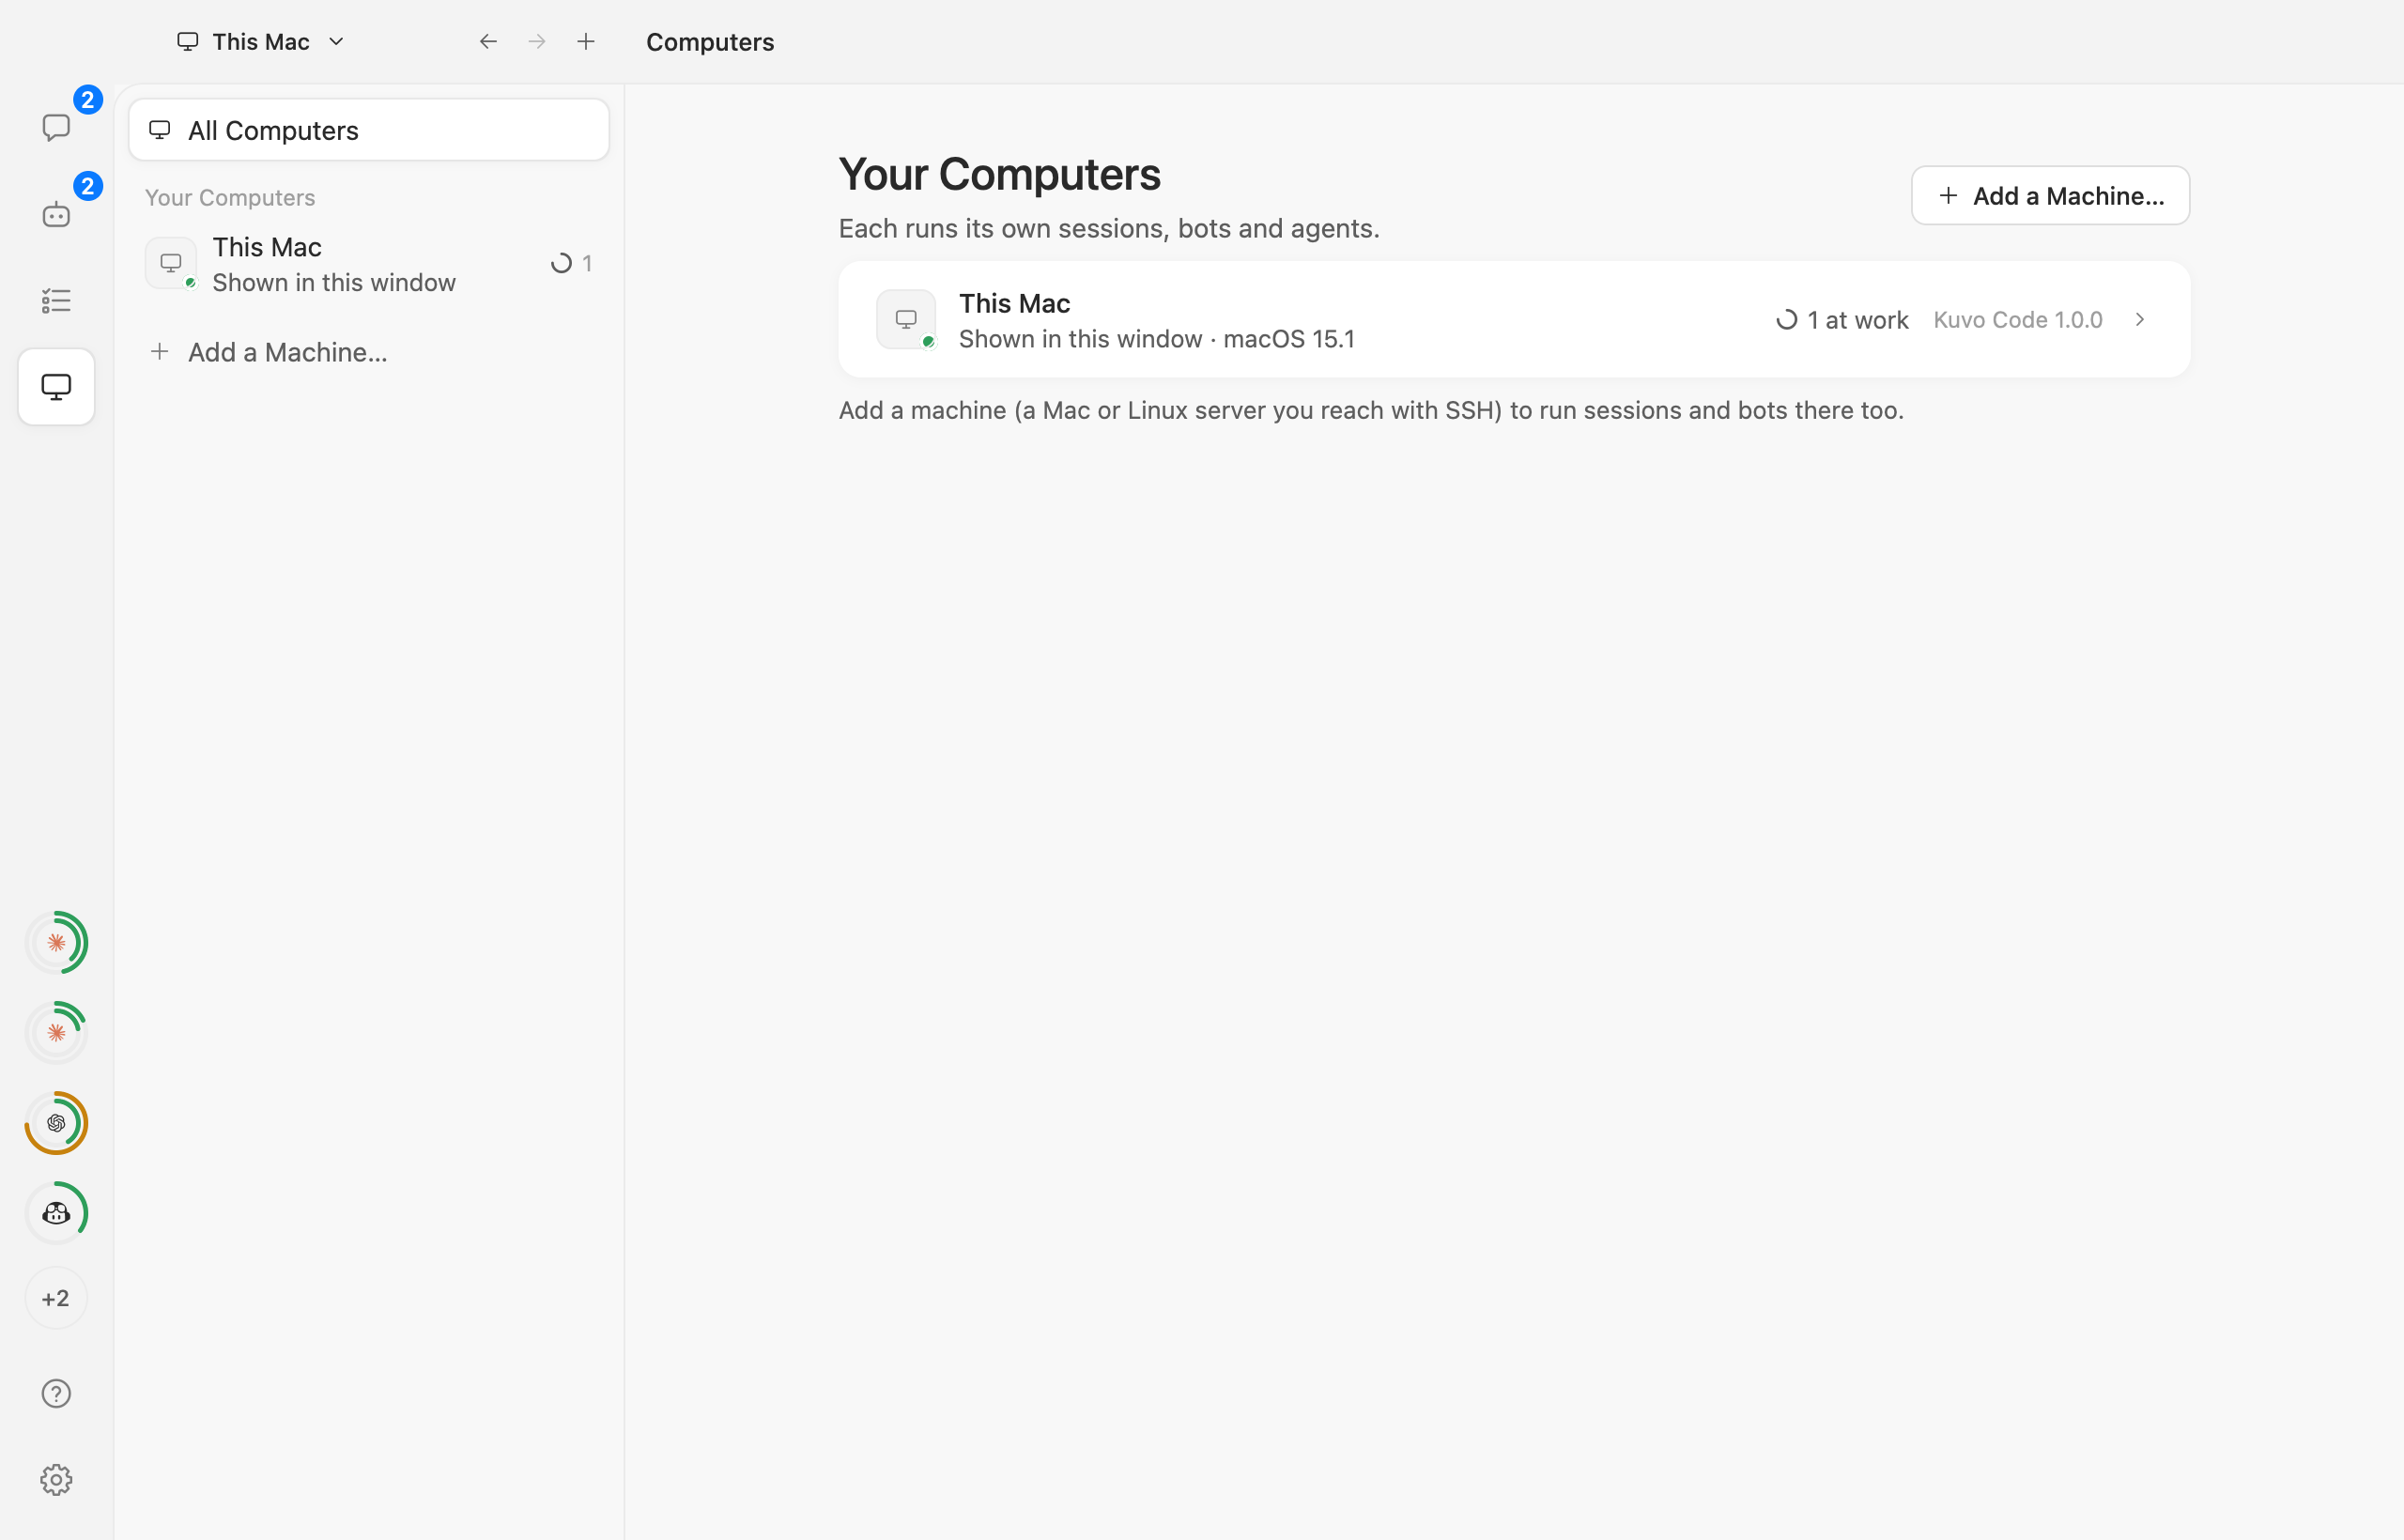 This Mac
Computers
2
2
All Computers
Your Computers
This Mac
Shown in this window
1
Add a Machine...
Your Computers
Each runs its own sessions, bots and agents.
Add a Machine...
This Mac
Shown in this window · macOS 15.1
1 at work
Kuvo Code 1.0.0
Add a machine (a Mac or Linux server you reach with SSH) to run sessions and bots there too.
+2